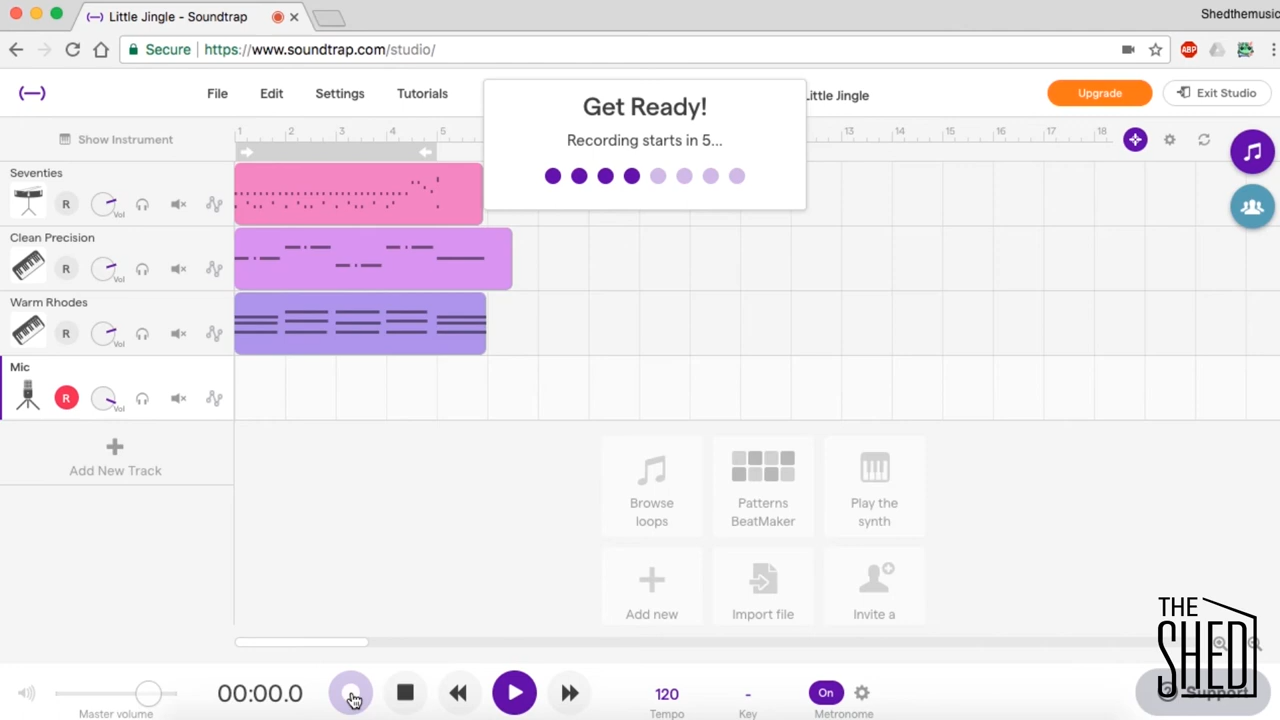 Little Jingle - Soundtrap
Shedthemusic
Secure https://www.soundtrap.com/studio/
ABP
File Edit Settings Tutorials
Little Jingle
Upgrade
Exit Studio
Get Ready!
Recording starts in 5...
Show Instrument
1 2 3 4 5 13 14 15 16 17 18
Seventies
R Vol
Clean Precision
R Vol
Warm Rhodes
R Vol
Mic
R Vol
Add New Track
Browse
loops
Patterns
BeatMaker
Play the
synth
Add new
Import file
Invite a
THE
SHED
Support
00:00.0
Master volume
120
Tempo
-
Key
On
Metronome